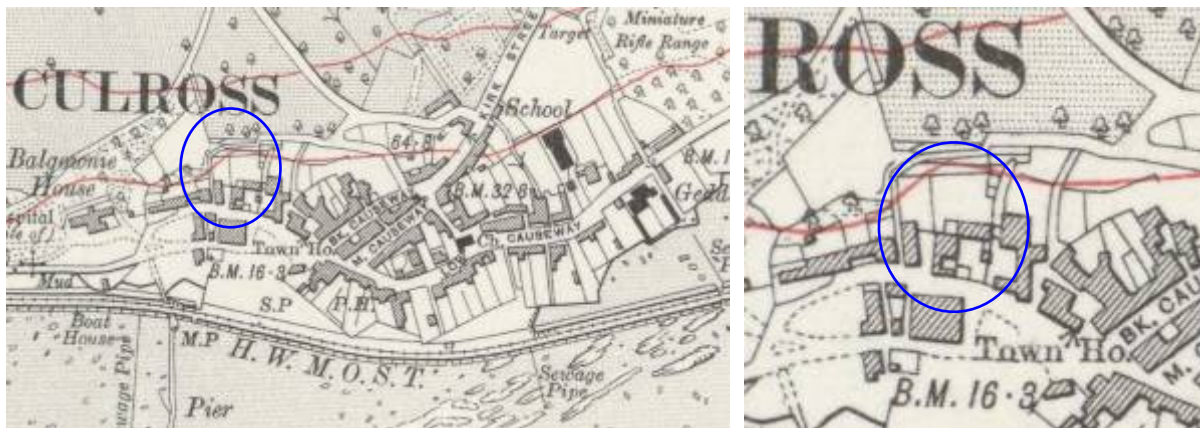 Miniature
Rifle Range
Target
KIRK STREET
CULROSS
School
64·8
Balgownie
House
B.M. 32·6
BK. CAUSEWAY
M. CAUSEWAY
LOW CAUSEWAY
Town Ho.
B.M. 16·3
Mud
S.P
P.H.
Boat
House
M.P
H.W.M.O.S.T.
Sewage
Pipe
Pier
ROSS
BK. CAU
Town Ho.
B.M. 16·3